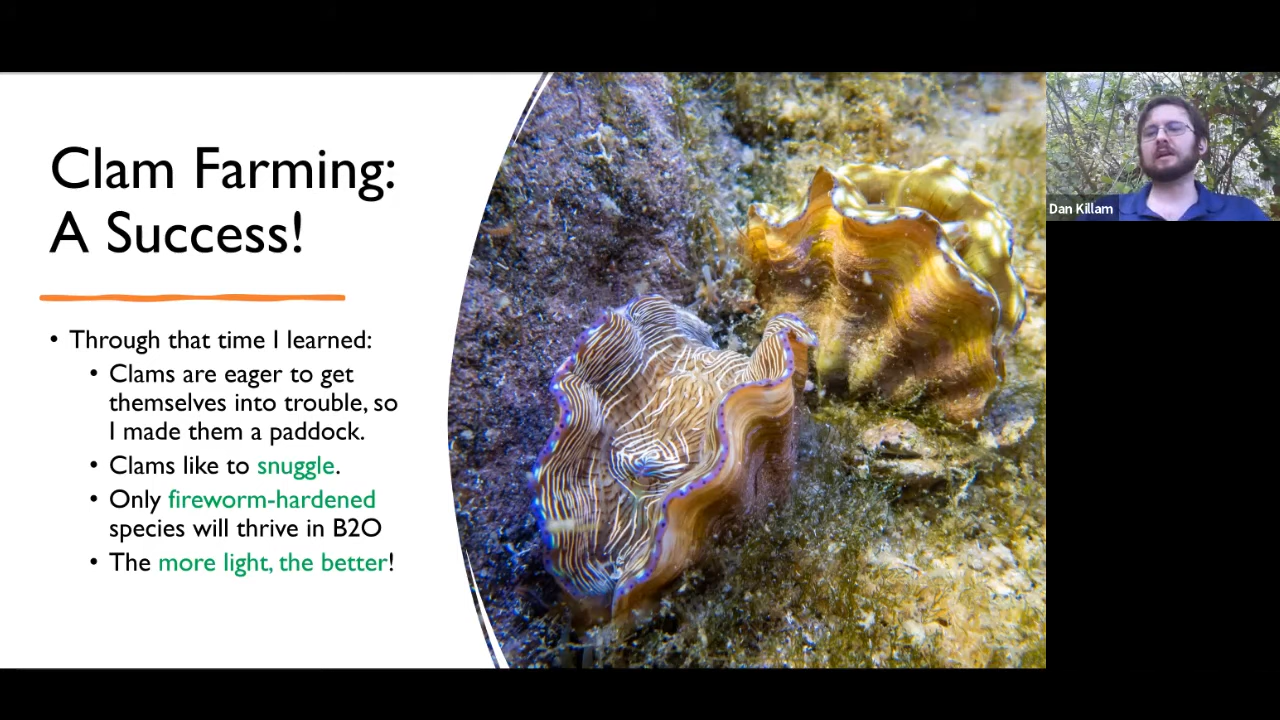 Clam Farming:
A Success!
• Through that time I learned:
• Clams are eager to get
themselves into trouble, so
I made them a paddock.
• Clams like to snuggle.
• Only fireworm-hardened
species will thrive in B2O
• The more light, the better!
Dan Killam